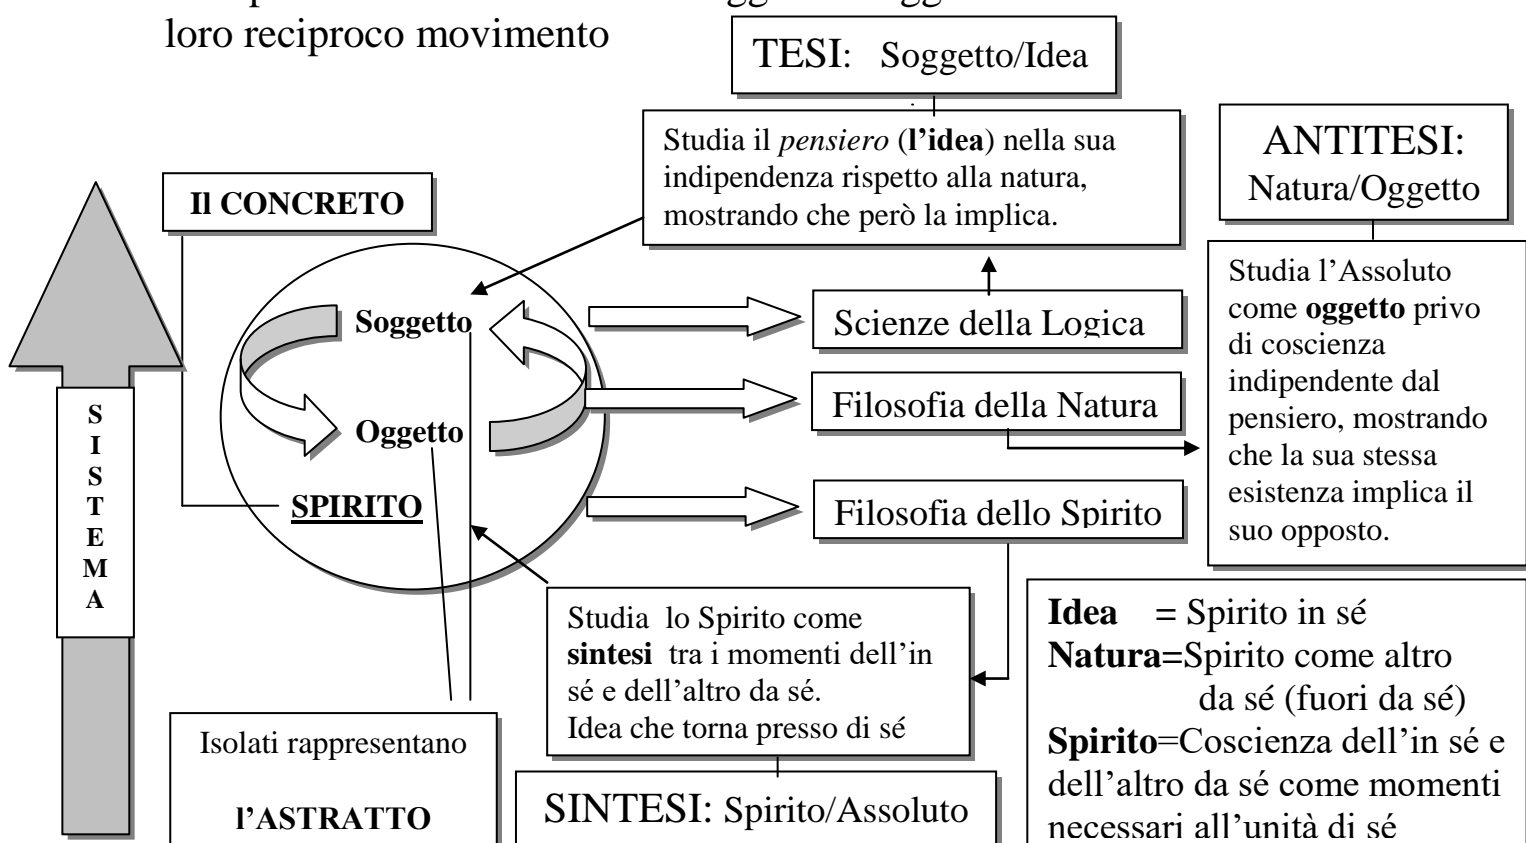 loro reciproco movimento
TESI: Soggetto/Idea
Studia il pensiero (l’idea) nella sua
indipendenza rispetto alla natura,
mostrando che però la implica.
ANTITESI:
Natura/Oggetto
Studia l’Assoluto
come oggetto privo
di coscienza
indipendente dal
pensiero, mostrando
che la sua stessa
esistenza implica il
suo opposto.
Il CONCRETO
Soggetto
Oggetto
SPIRITO
Scienze della Logica
Filosofia della Natura
Filosofia dello Spirito
S
I
S
T
E
M
A
Studia lo Spirito come
sintesi tra i momenti dell’in
sé e dell’altro da sé.
Idea che torna presso di sé
SINTESI: Spirito/Assoluto
Isolati rappresentano
l’ASTRATTO
Idea = Spirito in sé
Natura=Spirito come altro
da sé (fuori da sé)
Spirito=Coscienza dell’in sé e
dell’altro da sé come momenti
necessari all’unità di sé